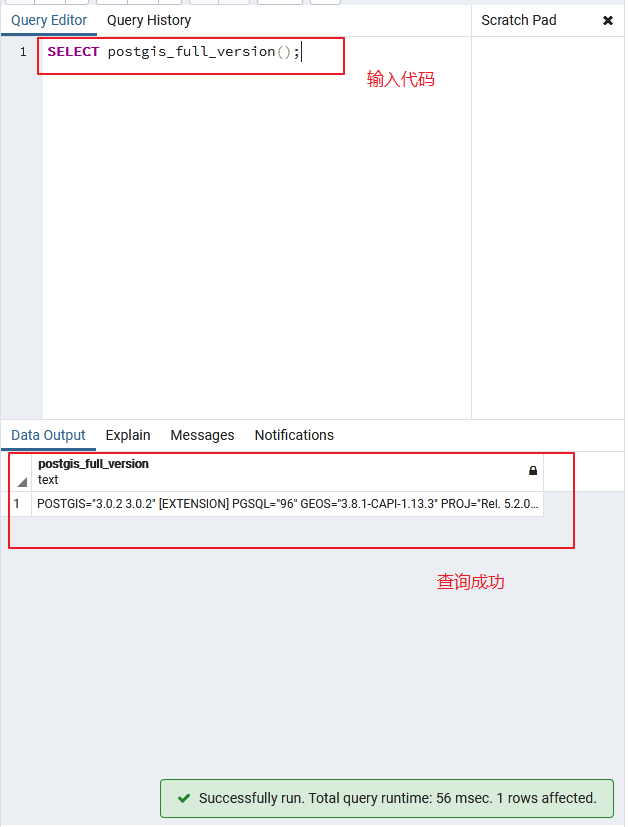 Query Editor Query History Scratch Pad
1 SELECT postgis_full_version();
输入代码
Data Output Explain Messages Notifications
postgis_full_version
text
1 POSTGIS="3.0.2 3.0.2" [EXTENSION] PGSQL="96" GEOS="3.8.1-CAPI-1.13.3" PROJ="Rel. 5.2.0...
查询成功
Successfully run. Total query runtime: 56 msec. 1 rows affected.